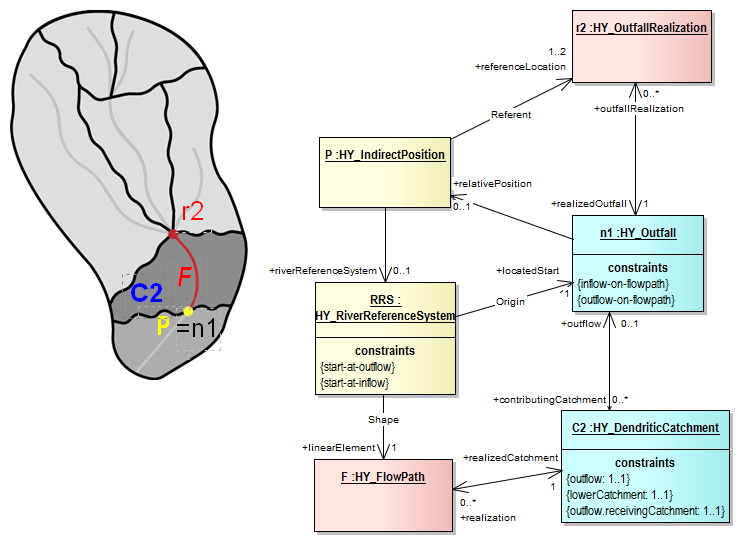 r2
F
C2
P =n1
r2 :HY_OutfallRealization
1..2
+referenceLocation
0..*
+outfallRealization
Referent
P :HY_IndirectPosition
+relativePosition
0..1
+realizedOutfall
1
n1 :HY_Outfall
constraints
{inflow-on-flowpath}
{outflow-on-flowpath}
+riverReferenceSystem
0..1
+locatedStart
1
Origin
RRS :
HY_RiverReferenceSystem
constraints
{start-at-outflow}
{start-at-inflow}
+outflow
0..1
+contributingCatchment
0..*
Shape
+linearElement
1
C2 :HY_DendriticCatchment
constraints
{outflow: 1..1}
{lowerCatchment: 1..1}
{outflow.receivingCatchment: 1..1}
+realizedCatchment
1
F :HY_FlowPath
0..*
+realization